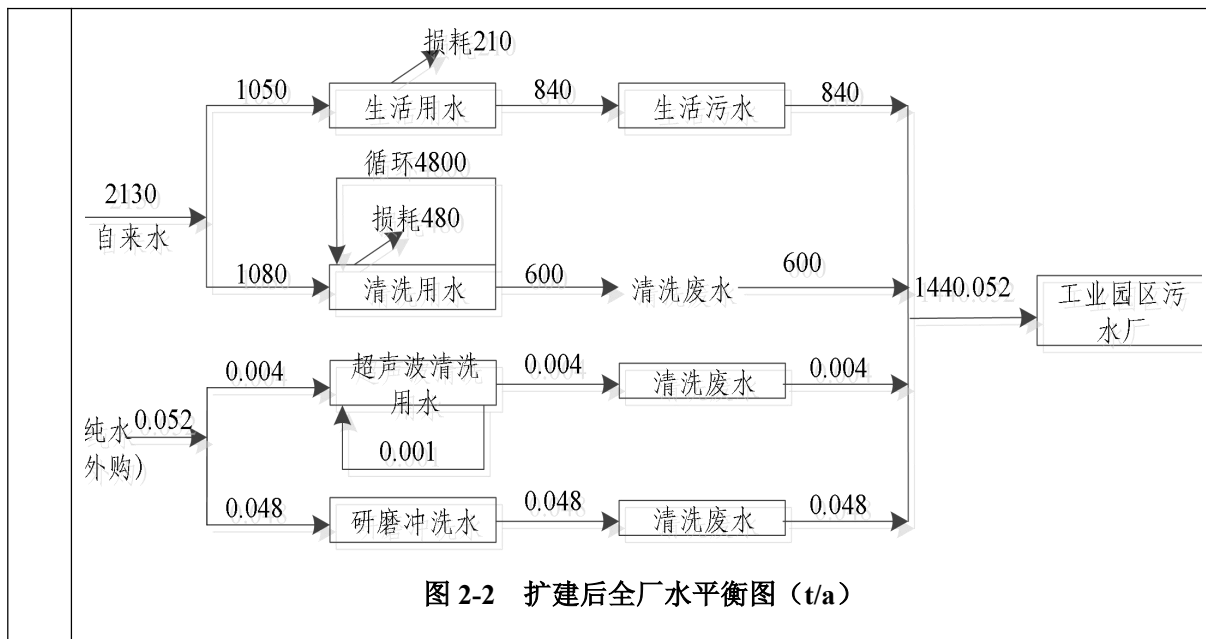 损耗210
1050
生活用水
840
生活污水
840
循环4800
2130
自来水
损耗480
1080
清洗用水
600
清洗废水
600
1440.052
工业园区污
水厂
0.004
超声波清洗
用水
0.004
清洗废水
0.004
纯水
外购)
0.052
0.001
0.048
研磨冲洗水
0.048
清洗废水
0.048
图 2-2 扩建后全厂水平衡图（t/a）